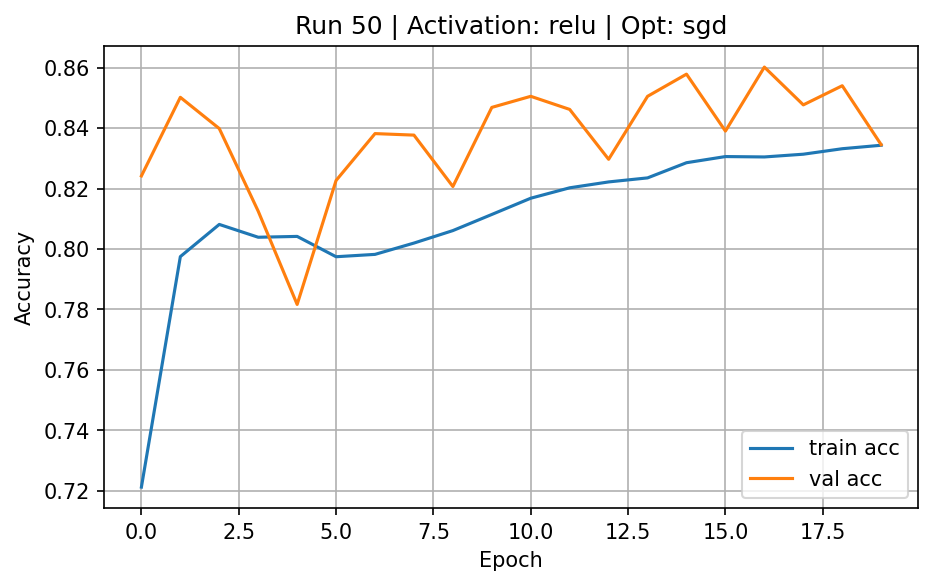 Run 50 | Activation: relu | Opt: sgd
0.86
0.84
0.82
0.80
0.78
0.76
0.74
0.72
Accuracy
train acc
val acc
0.0 2.5 5.0 7.5 10.0 12.5 15.0 17.5
Epoch